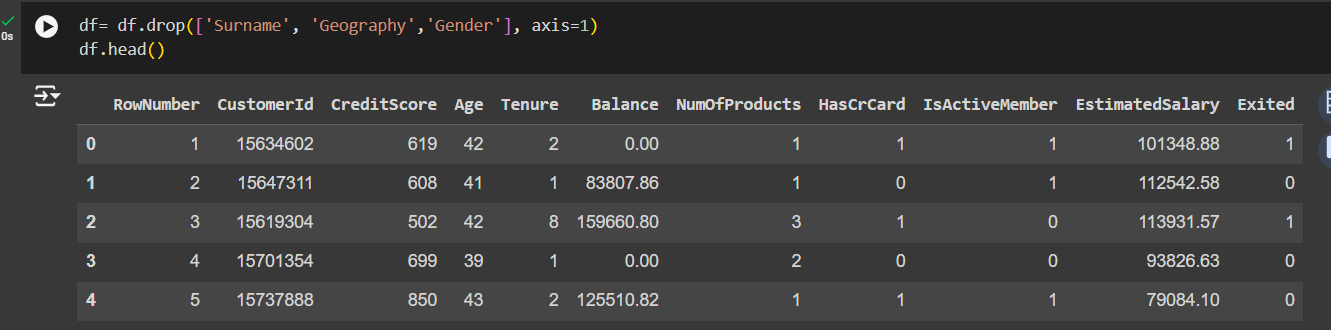 df= df.drop(['Surname', 'Geography','Gender'], axis=1)
0s
df.head()
RowNumber CustomerId CreditScore Age Tenure Balance NumOfProducts HasCrCard IsActiveMember EstimatedSalary Exited
0 1 15634602 619 42 2 0.00 1 1 1 101348.88 1
1 2 15647311 608 41 1 83807.86 1 0 1 112542.58 0
2 3 15619304 502 42 8 159660.80 3 1 0 113931.57 1
3 4 15701354 699 39 1 0.00 2 0 0 93826.63 0
4 5 15737888 850 43 2 125510.82 1 1 1 79084.10 0